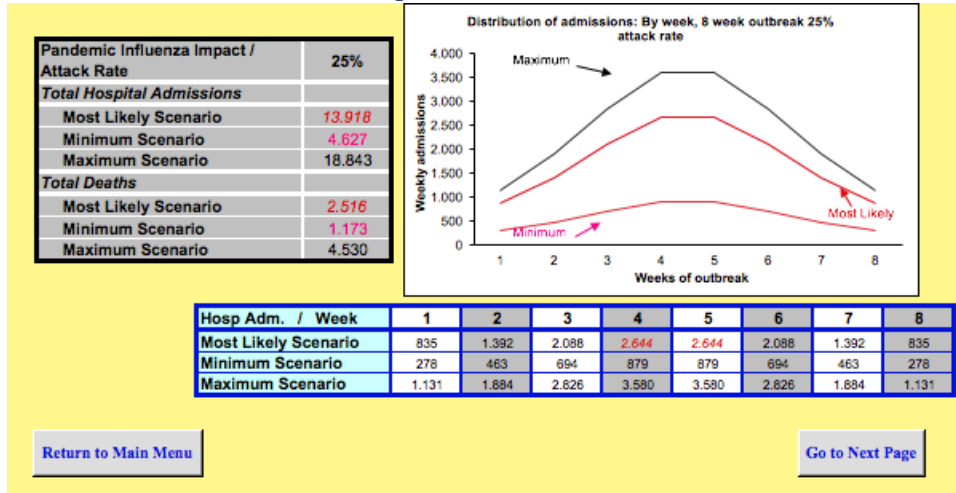 Pandemic Influenza Impact /
Attack Rate
25%
Total Hospital Admissions
Most Likely Scenario 13.918
Minimum Scenario 4.627
Maximum Scenario 18.843
Total Deaths
Most Likely Scenario 2.516
Minimum Scenario 1.173
Maximum Scenario 4.530
Distribution of admissions: By week, 8 week outbreak 25%
attack rate
Weekly admissions
4.000
3.500
3.000
2.500
2.000
1.500
1.000
500
0
Maximum
Most Likely
Minimum
1 2 3 4 5 6 7 8
Weeks of outbreak
Hosp Adm. / Week 1 2 3 4 5 6 7 8
Most Likely Scenario 835 1.392 2.088 2.644 2.644 2.088 1.392 835
Minimum Scenario 278 463 694 879 879 694 463 278
Maximum Scenario 1.131 1.884 2.826 3.580 3.580 2.826 1.884 1.131
Return to Main Menu
Go to Next Page